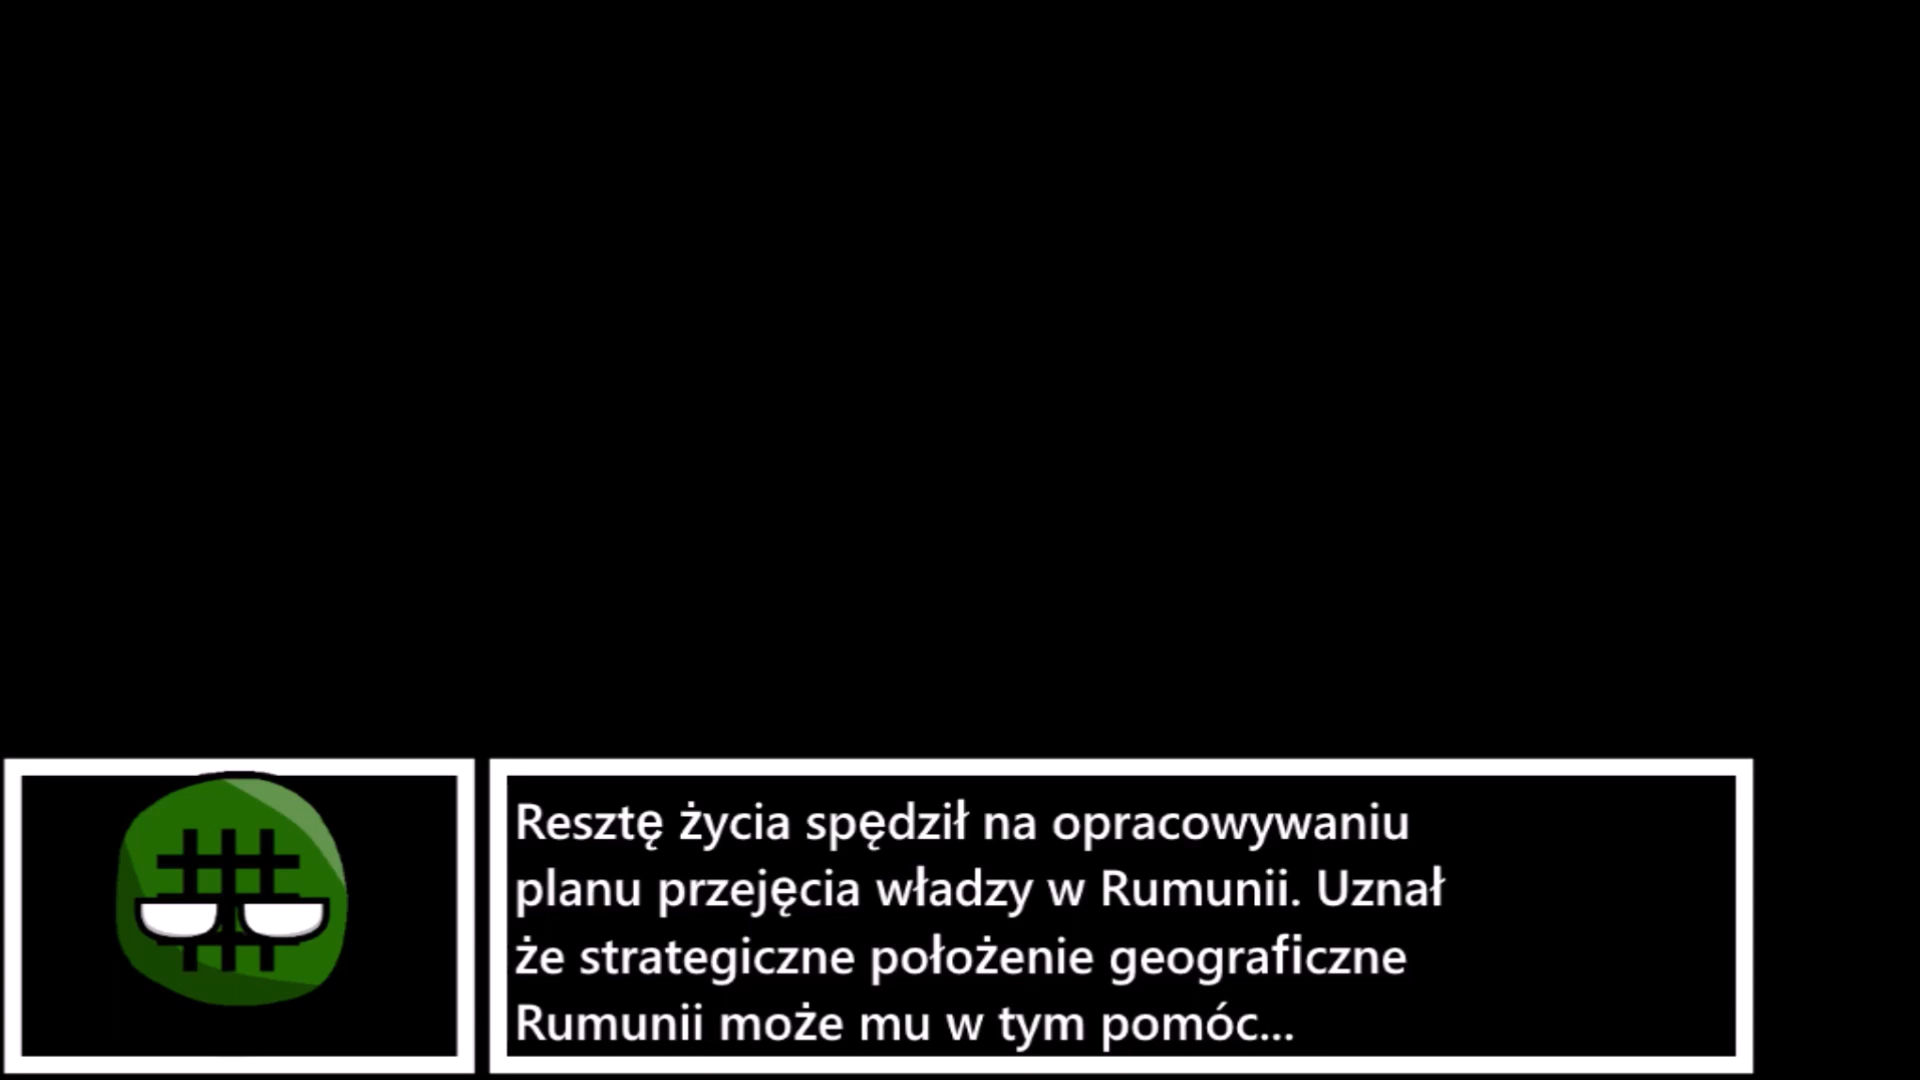 Resztę życia spędził na opracowywaniu
planu przejęcia władzy w Rumunii. Uznał
że strategiczne położenie geograficzne
Rumunii może mu w tym pomóc...